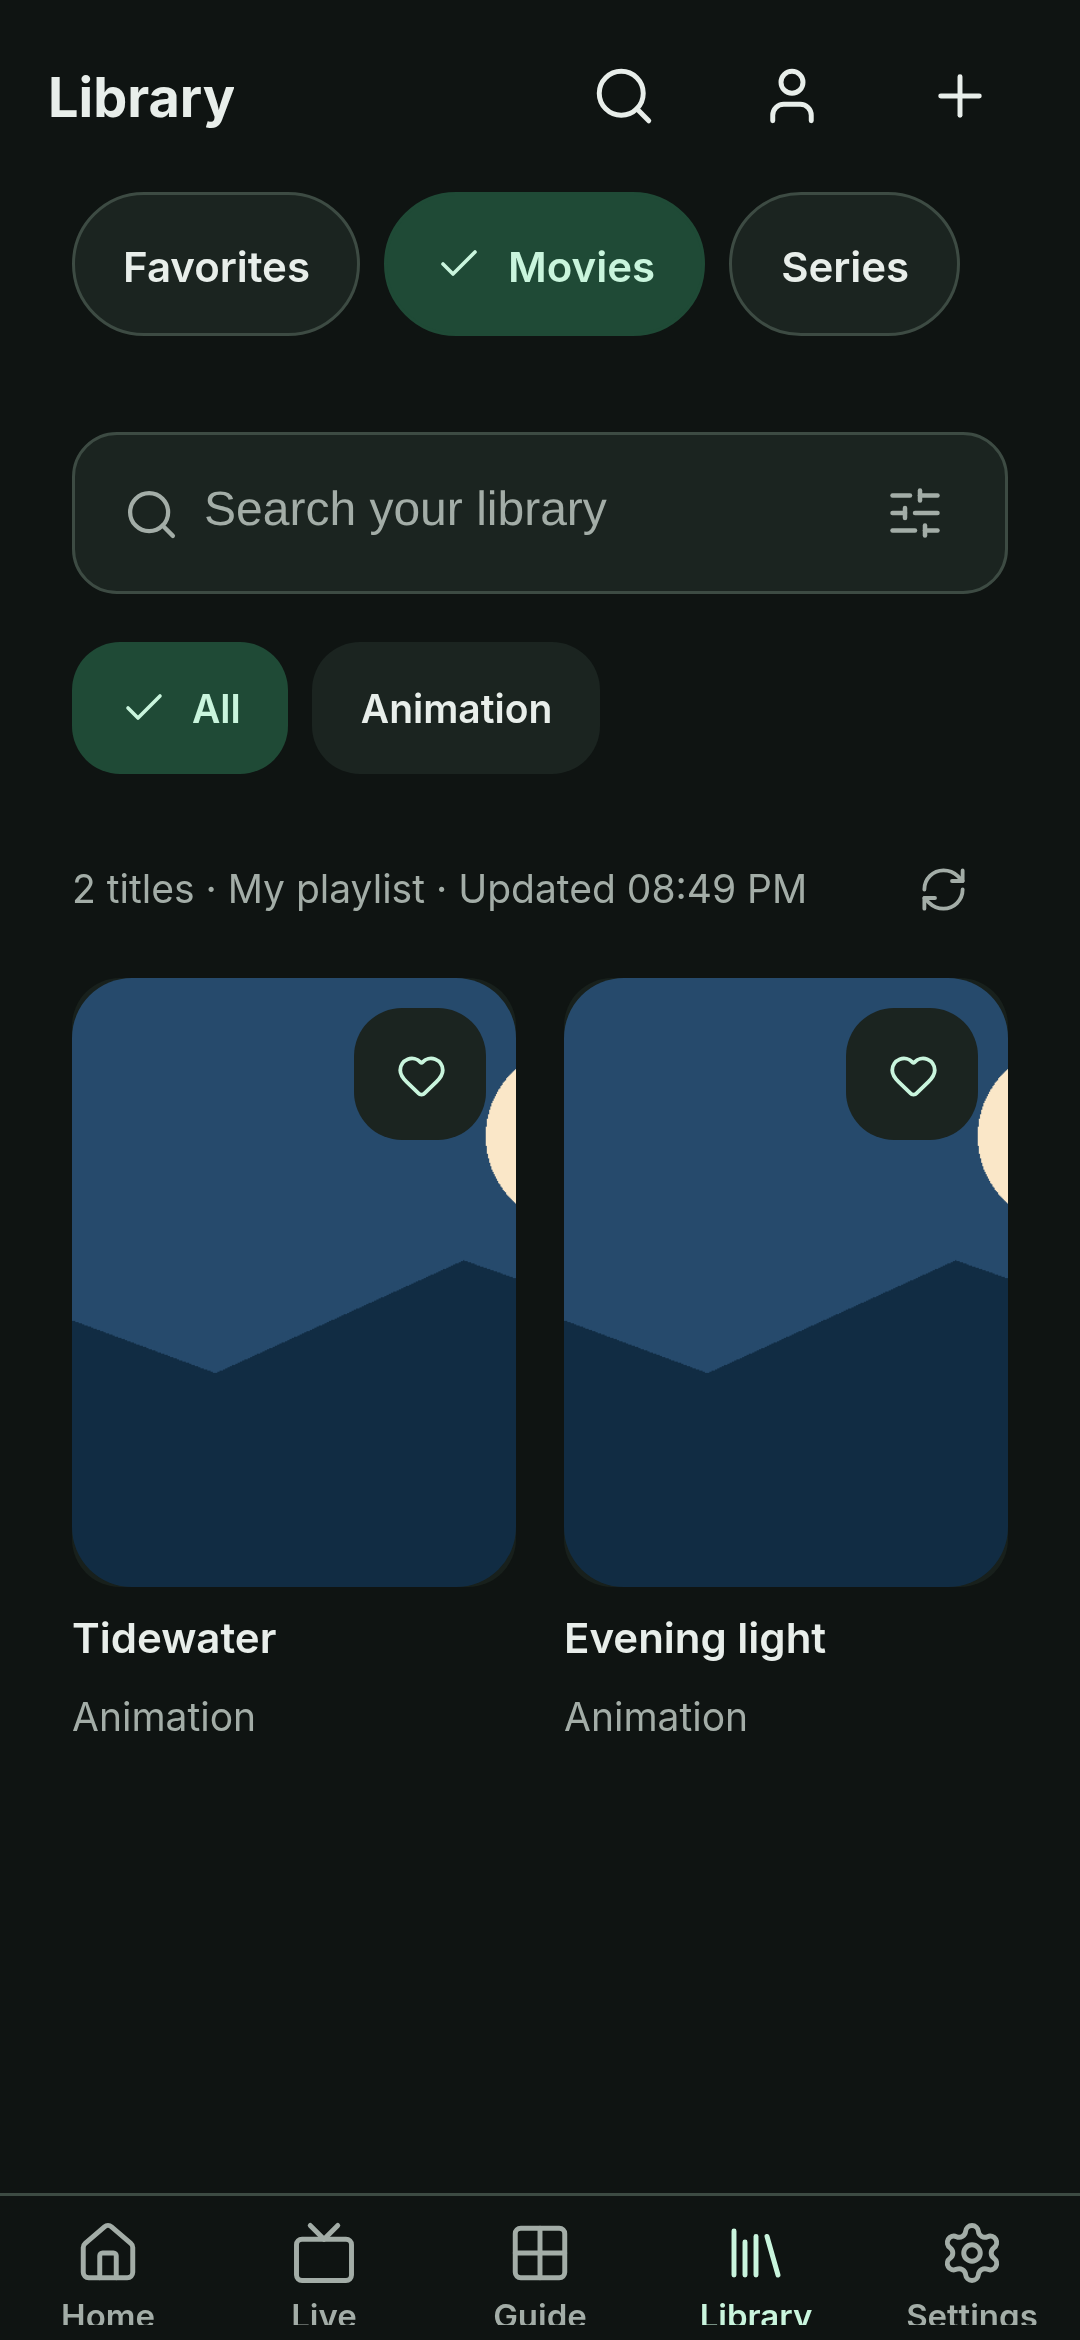 Library
Favorites
Movies
Series
Search your library
All
Animation
2 titles · My playlist · Updated 08:49 PM
Tidewater
Evening light
Animation
Animation
Home
Live
Guide
Library
Settings